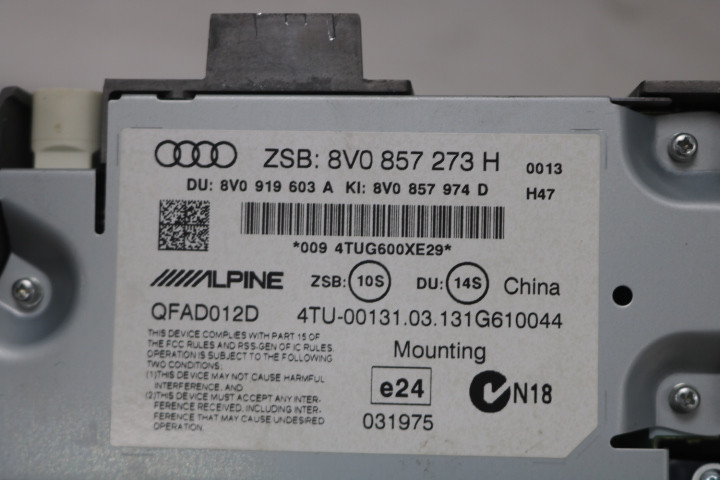 ZSB: 8V0 857 273 H 0013
DU: 8V0 919 603 A KI: 8V0 857 974 D H47
*009 4TUG600XE29*
ALPINE ZSB: 10S DU: 14S China
QFAD012D 4TU-00131.03.131G610044
THIS DEVICE COMPLIES WITH PART 15 OF
THE FCC RULES AND RSS-GEN OF IC RULES.
OPERATION IS SUBJECT TO THE FOLLOWING
TWO CONDITIONS:
(1)THIS DEVICE MAY NOT CAUSE HARMFUL
INTERFERENCE, AND
(2)THIS DEVICE MUST ACCEPT ANY INTER-
FERENCE RECEIVED, INCLUDING INTER-
FERENCE THAT MAY CAUSE UNDESIRED
OPERATION.
Mounting
e24 N18
031975